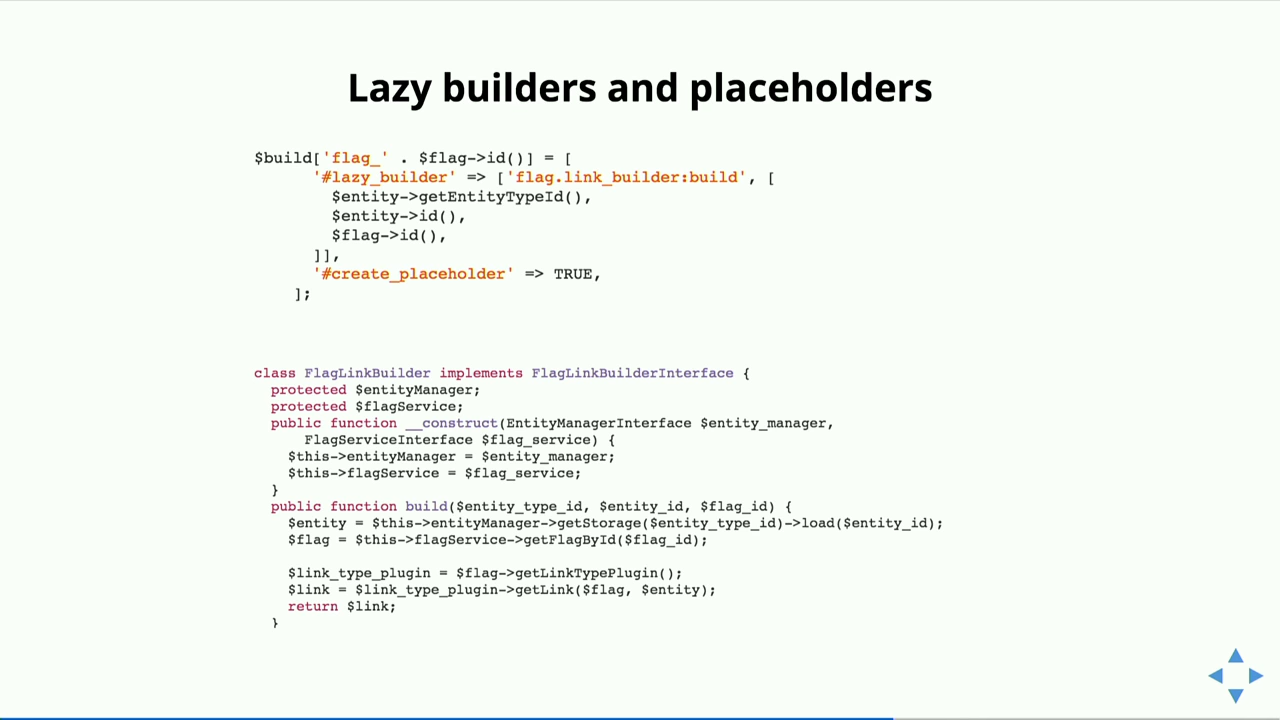 Lazy builders and placeholders
$build['flag_' . $flag->id()] = [
      '#lazy_builder' => ['flag.link_builder:build', [
        $entity->getEntityTypeId(),
        $entity->id(),
        $flag->id(),
      ]],
      '#create_placeholder' => TRUE,
    ];
class FlagLinkBuilder implements FlagLinkBuilderInterface {
  protected $entityManager;
  protected $flagService;
  public function __construct(EntityManagerInterface $entity_manager,
      FlagServiceInterface $flag_service) {
    $this->entityManager = $entity_manager;
    $this->flagService = $flag_service;
  }
  public function build($entity_type_id, $entity_id, $flag_id) {
    $entity = $this->entityManager->getStorage($entity_type_id)->load($entity_id);
    $flag = $this->flagService->getFlagById($flag_id);
    $link_type_plugin = $flag->getLinkTypePlugin();
    $link = $link_type_plugin->getLink($flag, $entity);
    return $link;
  }